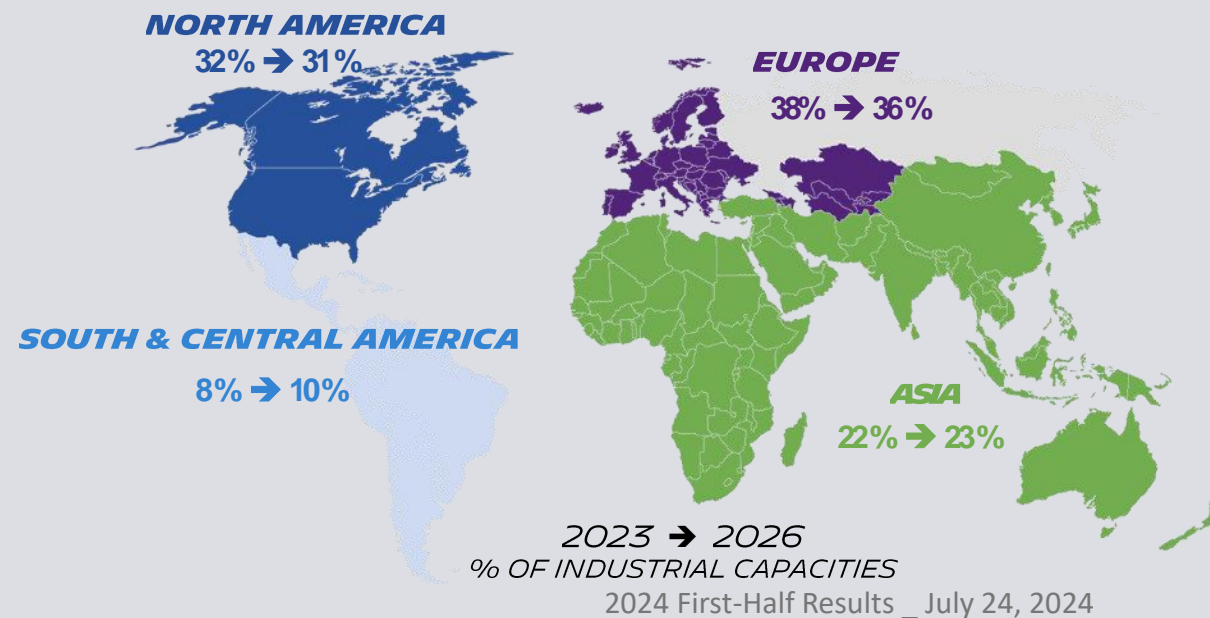 NORTH AMERICA
32% ➔ 31%
EUROPE
38% ➔ 36%
SOUTH & CENTRAL AMERICA
8% ➔ 10%
ASIA
22% ➔ 23%
2023 ➔ 2026
% OF INDUSTRIAL CAPACITIES
2024 First-Half Results _ July 24, 2024